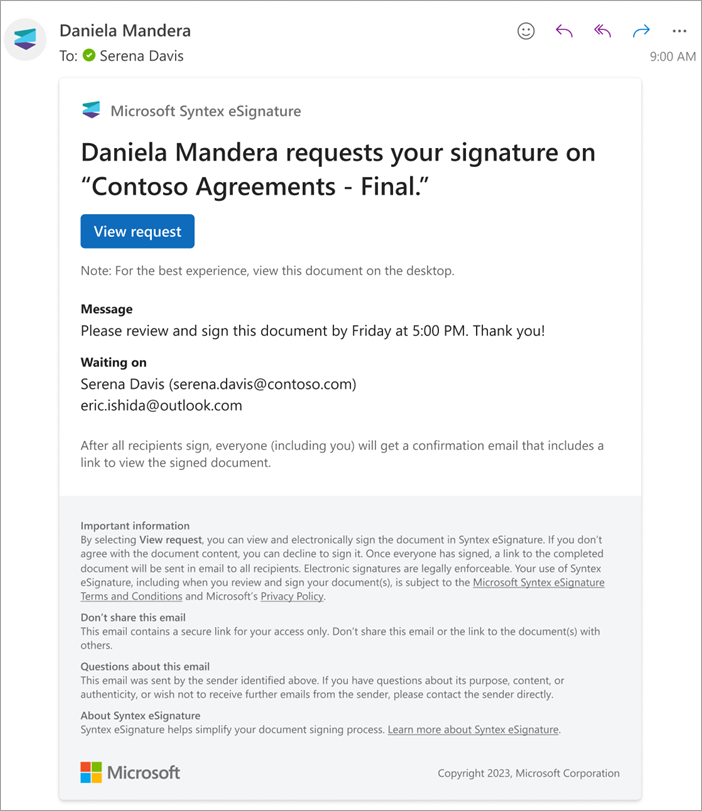 Daniela Mandera
To: Serena Davis
9:00 AM
Microsoft Syntex eSignature
Daniela Mandera requests your signature on
“Contoso Agreements - Final.”
View request
Note: For the best experience, view this document on the desktop.
Message
Please review and sign this document by Friday at 5:00 PM. Thank you!
Waiting on
Serena Davis (serena.davis@contoso.com)
eric.ishida@outlook.com
After all recipients sign, everyone (including you) will get a confirmation email that includes a
link to view the signed document.
Important information
By selecting View request, you can view and electronically sign the document in Syntex eSignature. If you don’t
agree with the document content, you can decline to sign it. Once everyone has signed, a link to the completed
document will be sent in email to all recipients. Electronic signatures are legally enforceable. Your use of Syntex
eSignature, including when you review and sign your document(s), is subject to the Microsoft Syntex eSignature
Terms and Conditions and Microsoft’s Privacy Policy.
Don’t share this email
This email contains a secure link for your access only. Don’t share this email or the link to the document(s) with
others.
Questions about this email
This email was sent by the sender identified above. If you have questions about its purpose, content, or
authenticity, or wish not to receive further emails from the sender, please contact the sender directly.
About Syntex eSignature
Syntex eSignature helps simplify your document signing process. Learn more about Syntex eSignature.
Microsoft
Copyright 2023, Microsoft Corporation